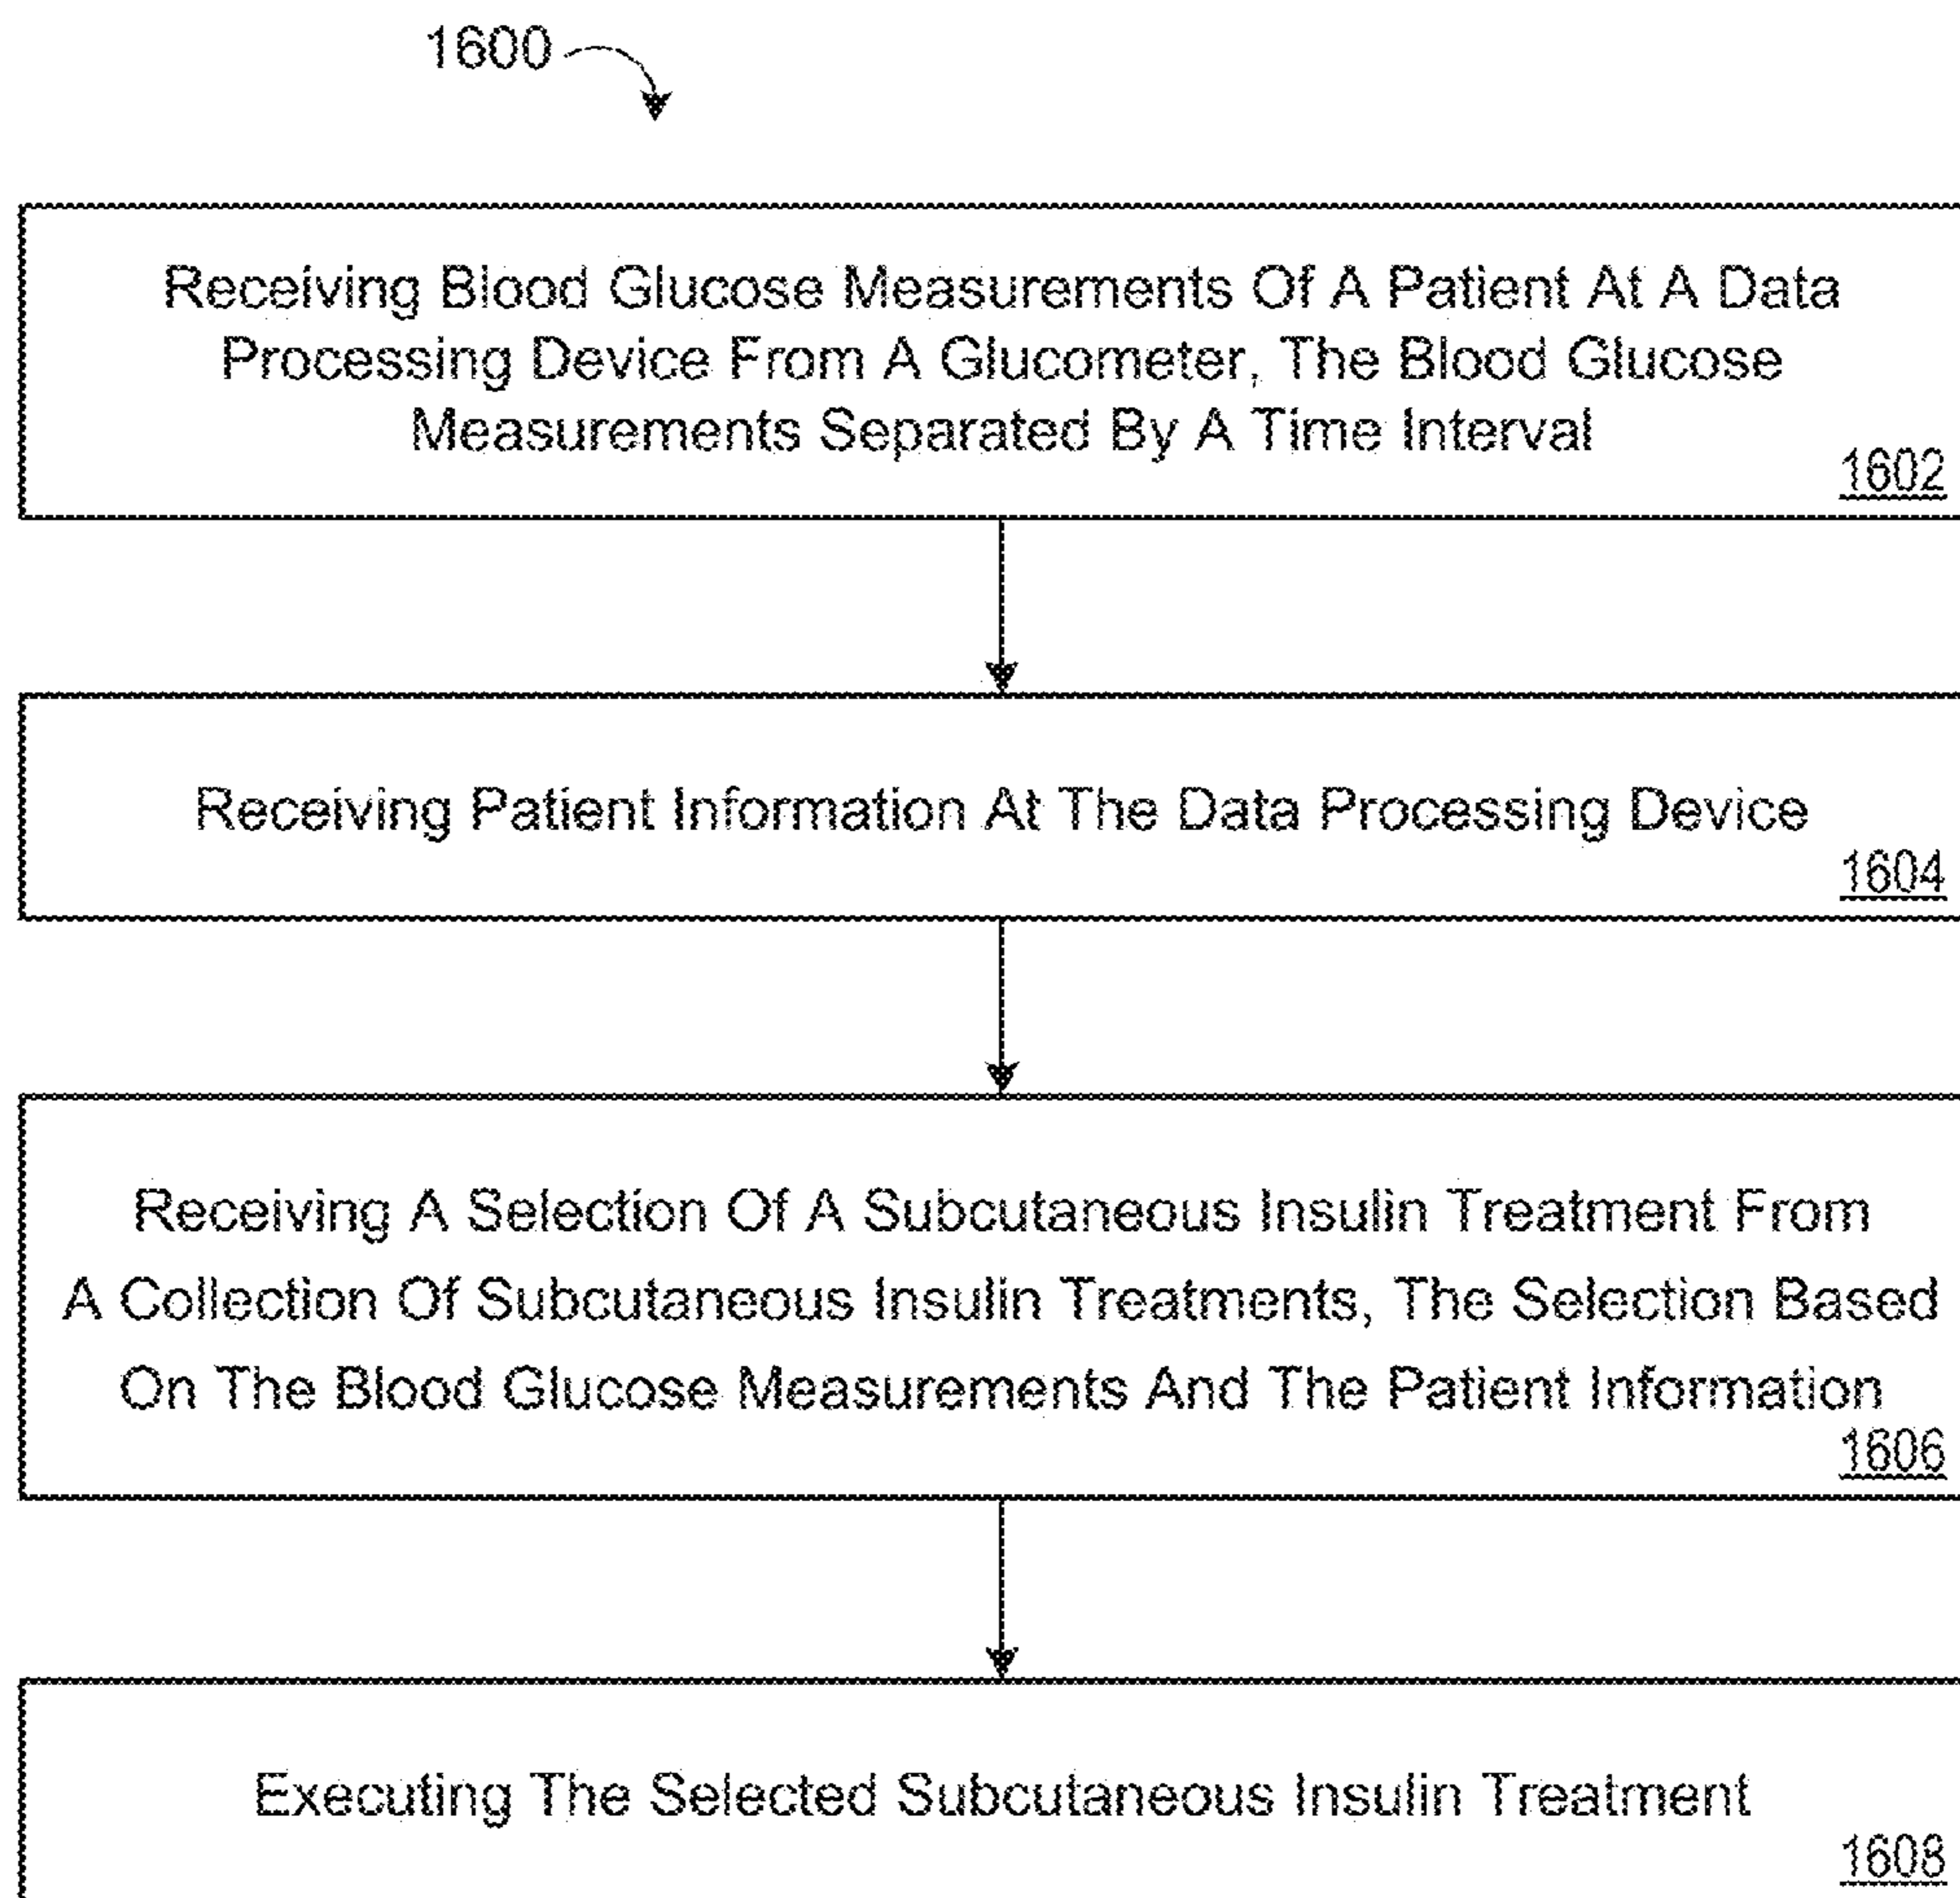 1600
Receiving Blood Glucose Measurements Of A Patient At A Data
Processing Device From A Glucometer, The Blood Glucose
Measurements Separated By A Time Interval
1602
Receiving Patient Information At The Data Processing Device
1604
Receiving A Selection Of A Subcutaneous Insulin Treatment From
A Collection Of Subcutaneous Insulin Treatments, The Selection Based
On The Blood Glucose Measurements And The Patient Information
1606
Executing The Selected Subcutaneous Insulin Treatment
1608